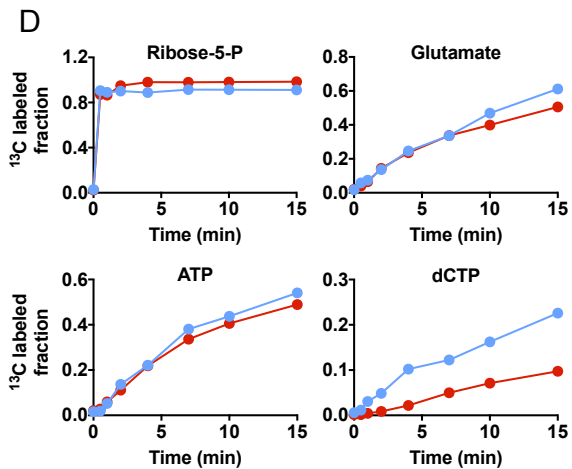 D
Ribose-5-P
Glutamate
¹³C labeled
fraction
1.2
0.9
0.6
0.3
0.0
0 5 10 15
Time (min)
0.6
0.4
0.2
0.0
0 5 10 15
Time (min)
ATP
dCTP
¹³C labeled
fraction
0.6
0.4
0.2
0.0
0 5 10 15
Time (min)
0.3
0.2
0.1
0.0
0 5 10 15
Time (min)